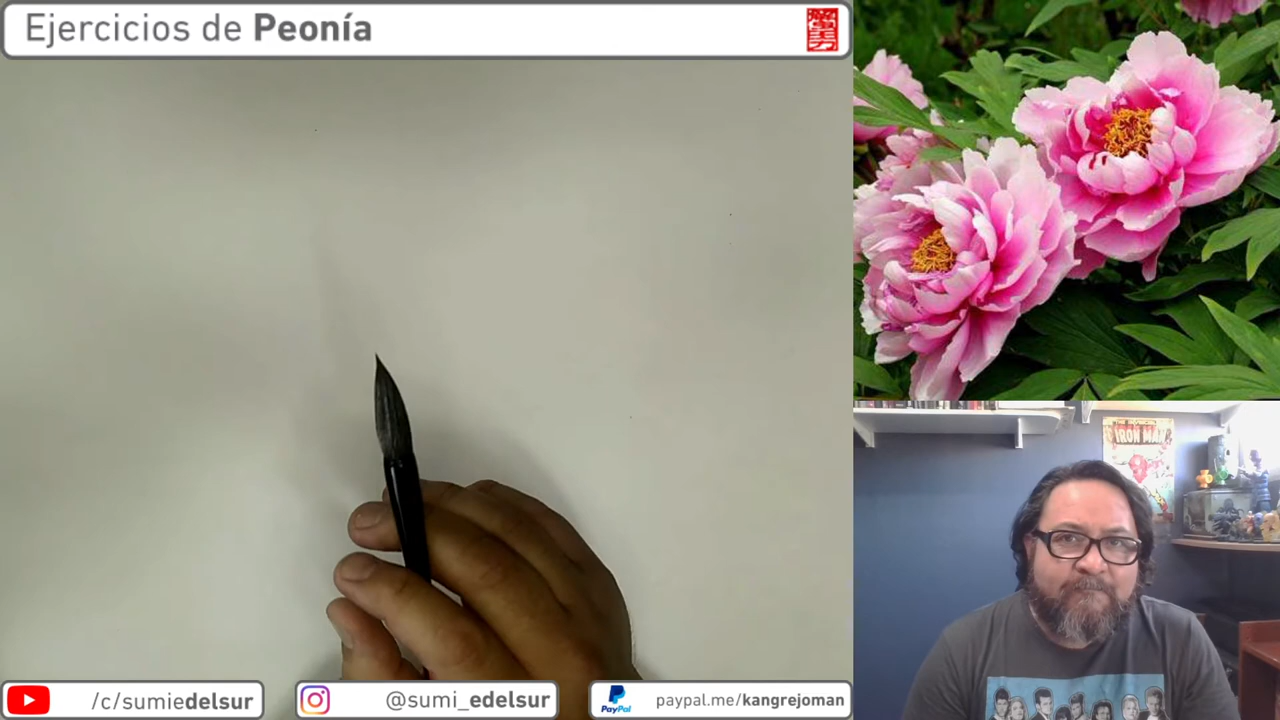 Ejercicios de Peonía
IRON MAN
/c/sumiedelsur
@sumi_edelsur
PayPal
paypal.me/kangrejoman